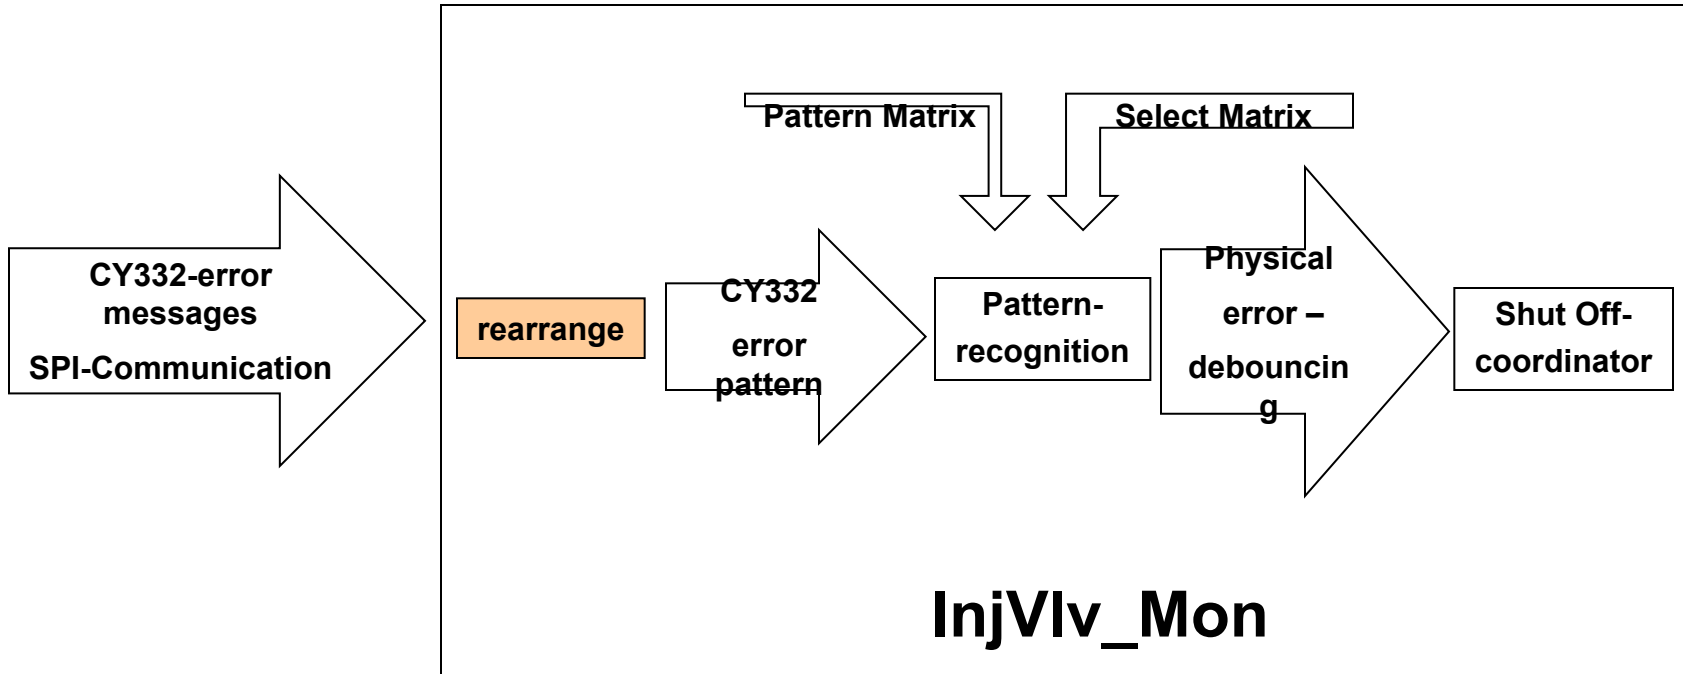 Pattern Matrix
Select Matrix
CY332-error
messages
SPI-Communication
rearrange
CY332
error
pattern
Pattern-
recognition
Physical
error –
debouncin
g
Shut Off-
coordinator
InjVlv_Mon